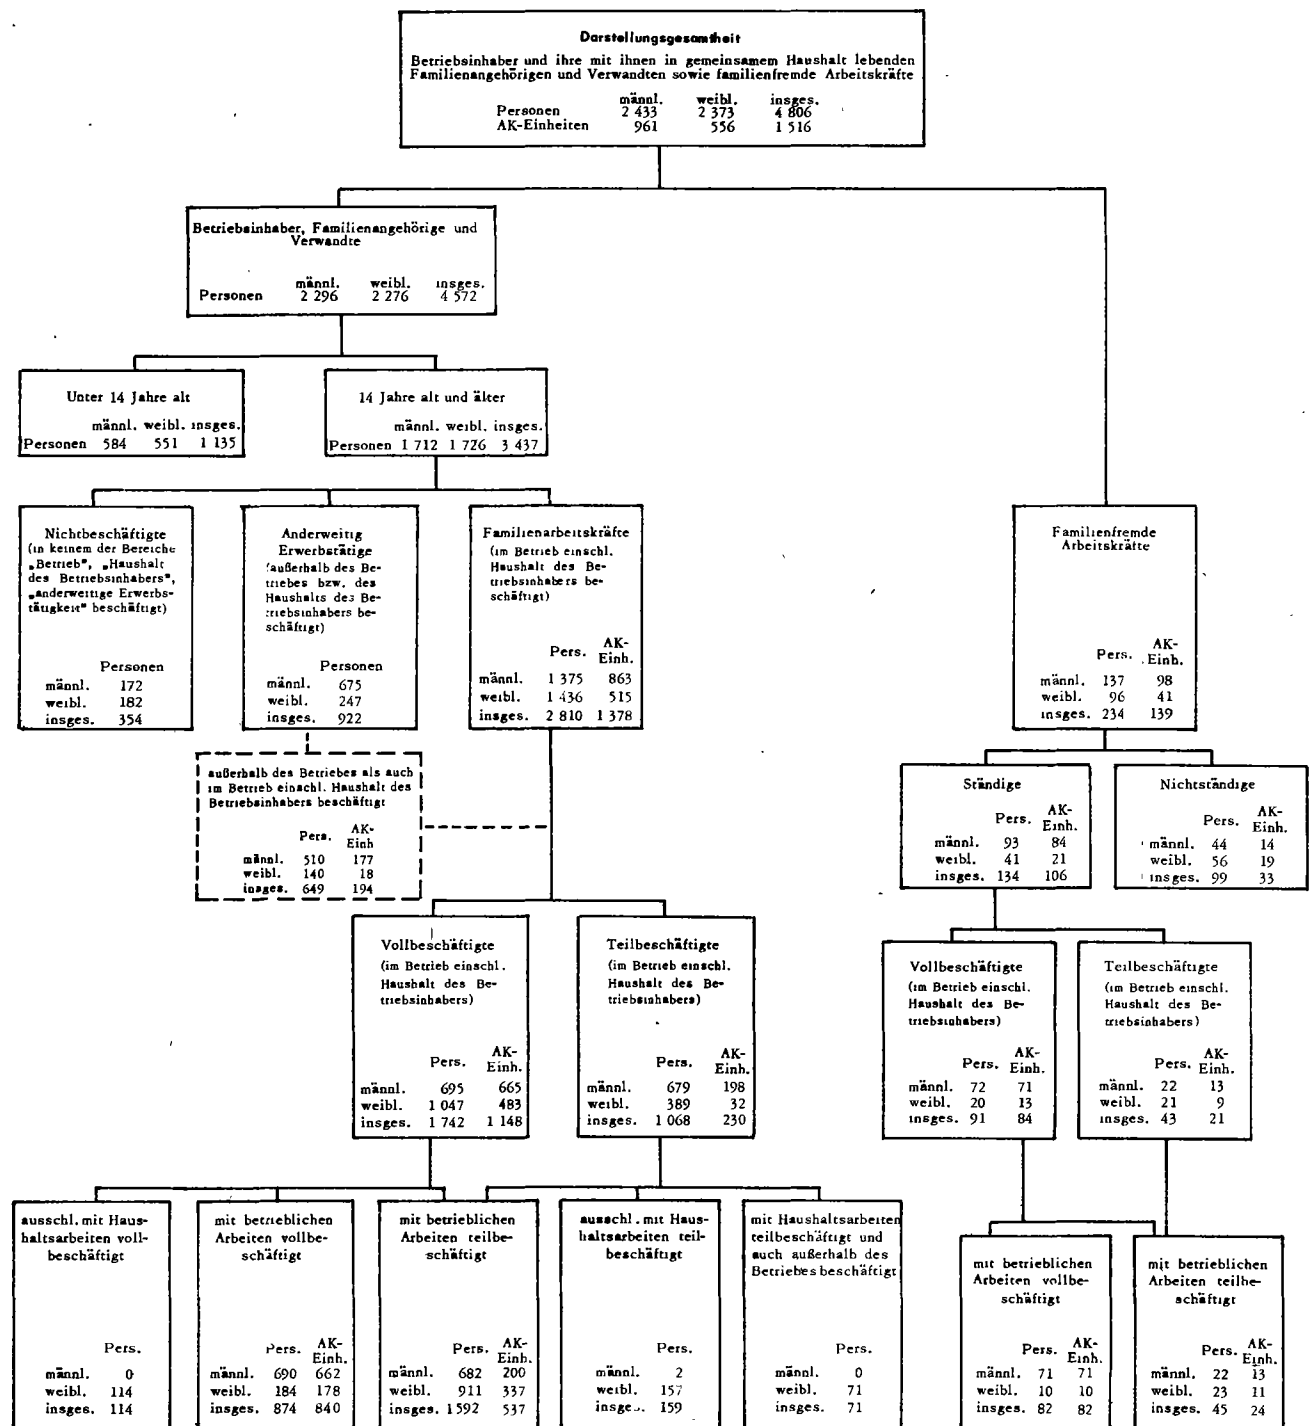 Darstellungsgesamtheit
Betriebsinhaber und ihre mit ihnen in gemeinsamem Haushalt lebenden
Familienangehörigen und Verwandten sowie familienfremde Arbeitskräfte
männl. weibl. insges.
Personen 2 433 2 373 4 806
AK-Einheiten 961 556 1 516
Betriebsinhaber, Familienangehörige und
Verwandte
männl. weibl. insges.
Personen 2 296 2 276 4 572
Unter 14 Jahre alt
männl. weibl. insges.
Personen 584 551 1 135
14 Jahre alt und älter
männl. weibl. insges.
Personen 1 712 1 726 3 437
Nichtbeschäftigte
(in keinem der Bereiche
„Betrieb", „Haushalt
des Betriebsinhabers",
„anderweitige Erwerbs-
tätigkeit" beschäftigt)
Personen
männl. 172
weibl. 182
insges. 354
Anderweitig
Erwerbstätige
(außerhalb des Be-
triebes bzw. des
Haushalts des Be-
triebsinhabers be-
schäftigt)
Personen
männl. 675
weibl. 247
insges. 922
Familienarbeitskräfte
(im Betrieb einschl.
Haushalt des Be-
triebsinhabers be-
schäftigt)
AK-
Pers. Einh.
männl. 1 375 863
weibl. 1 436 515
insges. 2 810 1 378
Familienfremde
Arbeitskräfte
AK-
Pers. Einh.
männl. 137 98
weibl. 96 41
insges. 234 139
außerhalb des Betriebes als auch
im Betrieb einschl. Haushalt des
Betriebsinhabers beschäftigt
AK-
Pers. Einh
männl. 510 177
weibl. 140 18
insges. 649 194
Ständige
AK-
Pers. Einh.
männl. 93 84
weibl. 41 21
insges. 134 106
Nichtständige
AK-
Pers. Einh.
männl. 44 14
weibl. 56 19
insges. 99 33
Vollbeschäftigte
(im Betrieb einschl.
Haushalt des Be-
triebsinhabers)
AK-
Pers. Einh.
männl. 695 665
weibl. 1 047 483
insges. 1 742 1 148
Teilbeschäftigte
(im Betrieb einschl.
Haushalt des Be-
triebsinhabers)
AK-
Pers. Einh.
männl. 679 198
weibl. 389 32
insges. 1 068 230
Vollbeschäftigte
(im Betrieb einschl.
Haushalt des Be-
triebsinhabers)
AK-
Pers. Einh.
männl. 72 71
weibl. 20 13
insges. 91 84
Teilbeschäftigte
(im Betrieb einschl.
Haushalt des Be-
triebsinhabers)
AK-
Pers. Einh.
männl. 22 13
weibl. 21 9
insges. 43 21
ausschl. mit Haus-
haltsarbeiten voll-
beschäftigt
Pers.
männl. 0
weibl. 114
insges. 114
mit betrieblichen
Arbeiten vollbe-
schäftigt
AK-
Pers. Einh.
männl. 690 662
weibl. 184 178
insges. 874 840
mit betrieblichen
Arbeiten teilbe-
schäftigt
AK-
Pers. Einh.
männl. 682 200
weibl. 911 337
insges. 1 592 537
ausschl. mit Haus-
haltsarbeiten teil-
beschäftigt
Pers.
männl. 2
weibl. 157
insges. 159
mit Haushaltsarbeiten
teilbeschäftigt und
auch außerhalb des
Betriebes beschäftigt
Pers.
männl. 0
weibl. 71
insges. 71
mit betrieblichen
Arbeiten vollbe-
schäftigt
AK-
Pers. Einh.
männl. 71 71
weibl. 10 10
insges. 82 82
mit betrieblichen
Arbeiten teilbe-
schäftigt
AK-
Pers. Einh.
männl. 22 13
weibl. 23 11
insges. 45 24